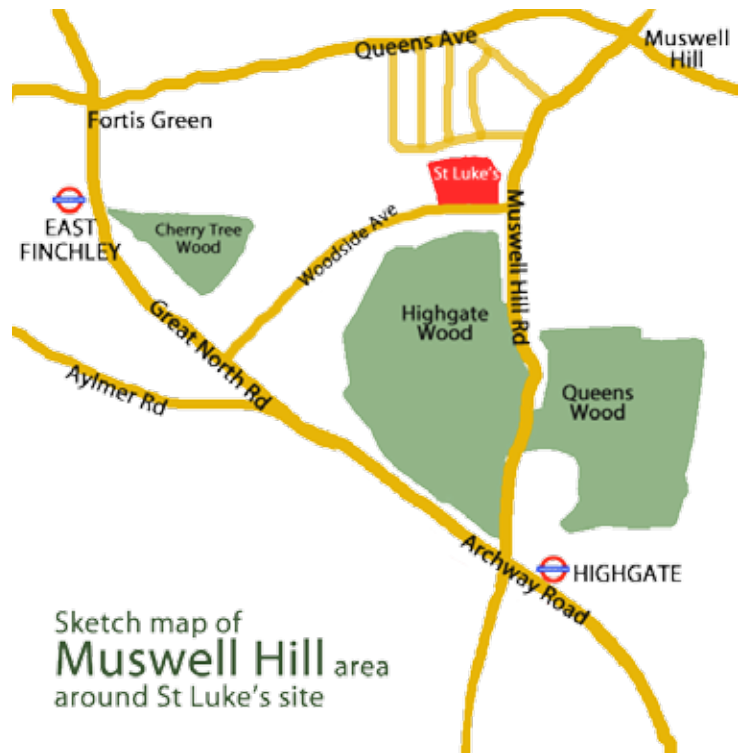 Queens Ave
Muswell
Hill
Fortis Green
St Luke's
EAST
FINCHLEY
Cherry Tree
Wood
Woodside Ave
Muswell Hill Rd
Highgate
Wood
Great North Rd
Aylmer Rd
Queens
Wood
Archway Road
HIGHGATE
Sketch map of
Muswell Hill area
around St Luke's site